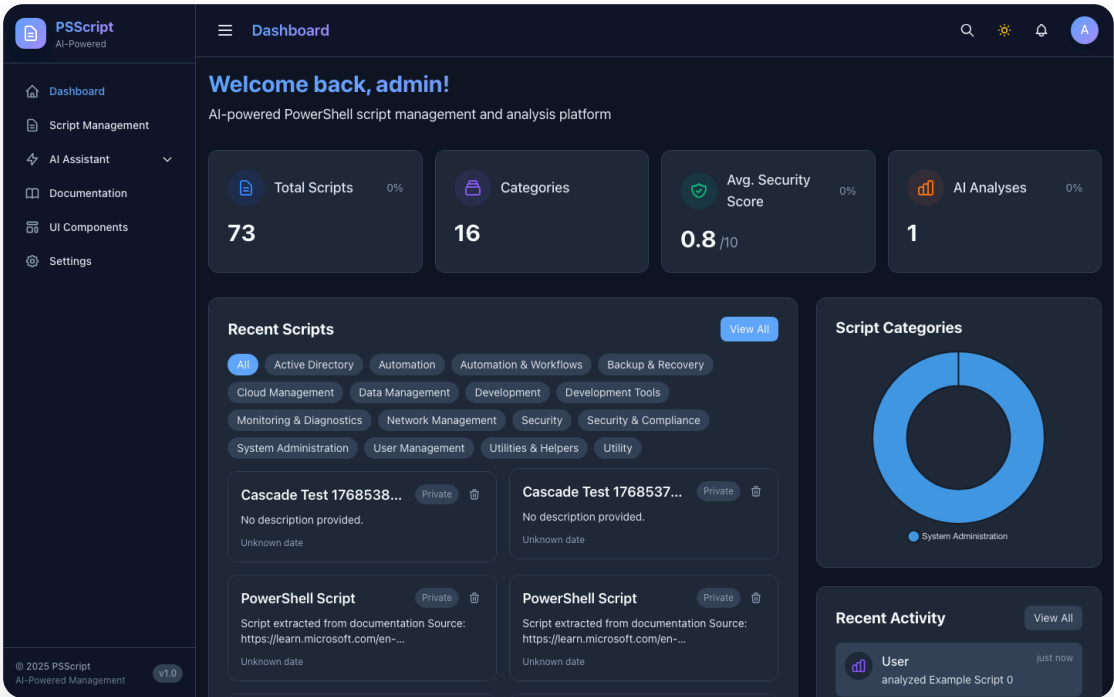 PSScript
AI-Powered
Dashboard
Script Management
AI Assistant
Documentation
UI Components
Settings
© 2025 PSScript
AI-Powered Management
v1.0
Dashboard
A
Welcome back, admin!
AI-powered PowerShell script management and analysis platform
Total Scripts 0%
73
Categories
16
Avg. Security
Score
0%
0.8 /10
AI Analyses 0%
1
Recent Scripts View All
All Active Directory Automation Automation & Workflows Backup & Recovery
Cloud Management Data Management Development Development Tools
Monitoring & Diagnostics Network Management Security Security & Compliance
System Administration User Management Utilities & Helpers Utility
Cascade Test 1768538... Private
No description provided.
Unknown date
Cascade Test 1768537... Private
No description provided.
Unknown date
PowerShell Script Private
Script extracted from documentation Source:
https://learn.microsoft.com/en-...
Unknown date
PowerShell Script Private
Script extracted from documentation Source:
https://learn.microsoft.com/en-...
Unknown date
Script Categories
System Administration
Recent Activity View All
User just now
analyzed Example Script 0